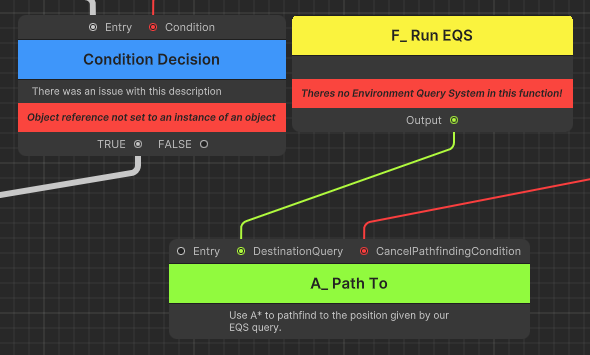 Entry Condition
Condition Decision
There was an issue with this description
Object reference not set to an instance of an object
TRUE FALSE
F_ Run EQS
Theres no Environment Query System in this function!
Output
Entry DestinationQuery CancelPathfindingCondition
A_ Path To
Use A* to pathfind to the position given by our
EQS query.